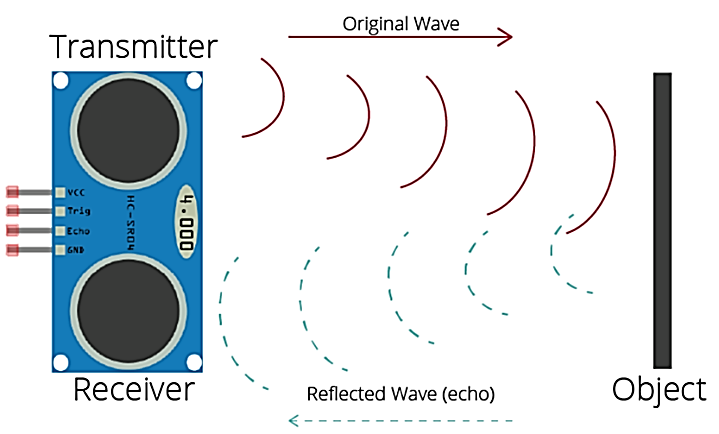 Original Wave
Transmitter
VCC
Trig
Echo
GND
HC-SR04
4.000
Receiver
Reflected Wave (echo)
Object